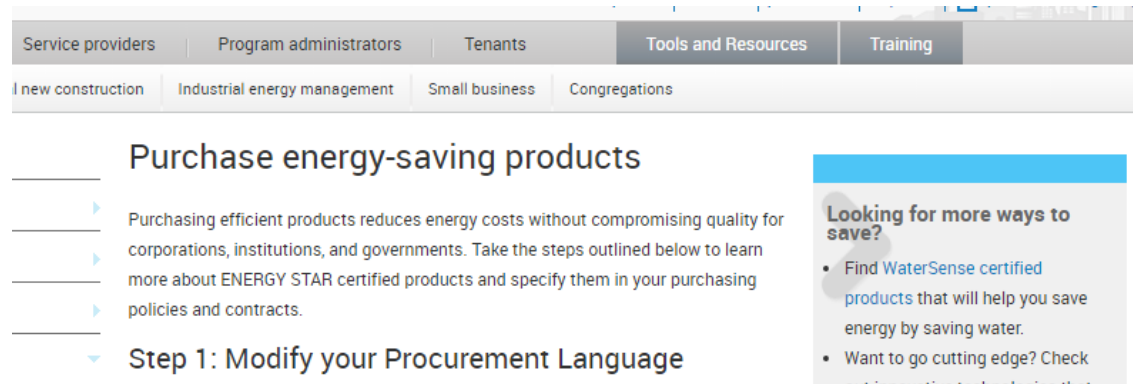 Service providers
Program administrators
Tenants
Tools and Resources
Training
new construction
Industrial energy management
Small business
Congregations
Purchase energy-saving products
Purchasing efficient products reduces energy costs without compromising quality for
corporations, institutions, and governments. Take the steps outlined below to learn
more about ENERGY STAR certified products and specify them in your purchasing
policies and contracts.
Step 1: Modify your Procurement Language
Looking for more ways to
save?
Find WaterSense certified
products that will help you save
energy by saving water.
Want to go cutting edge? Check